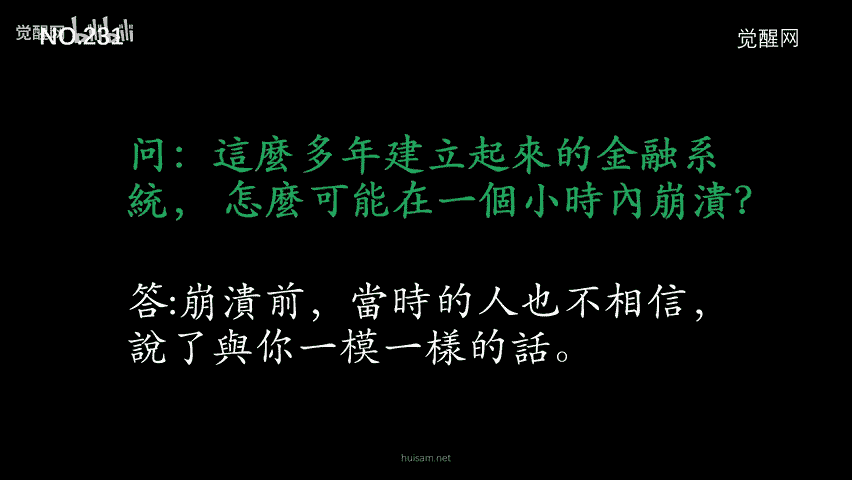 觉醒网
NO.231
觉醒网
问：這麼多年建立起來的金融系
統，怎麼可能在一個小時內崩潰？
答:崩潰前，當時的人也不相信，
說了與你一模一樣的話。
huisam.net